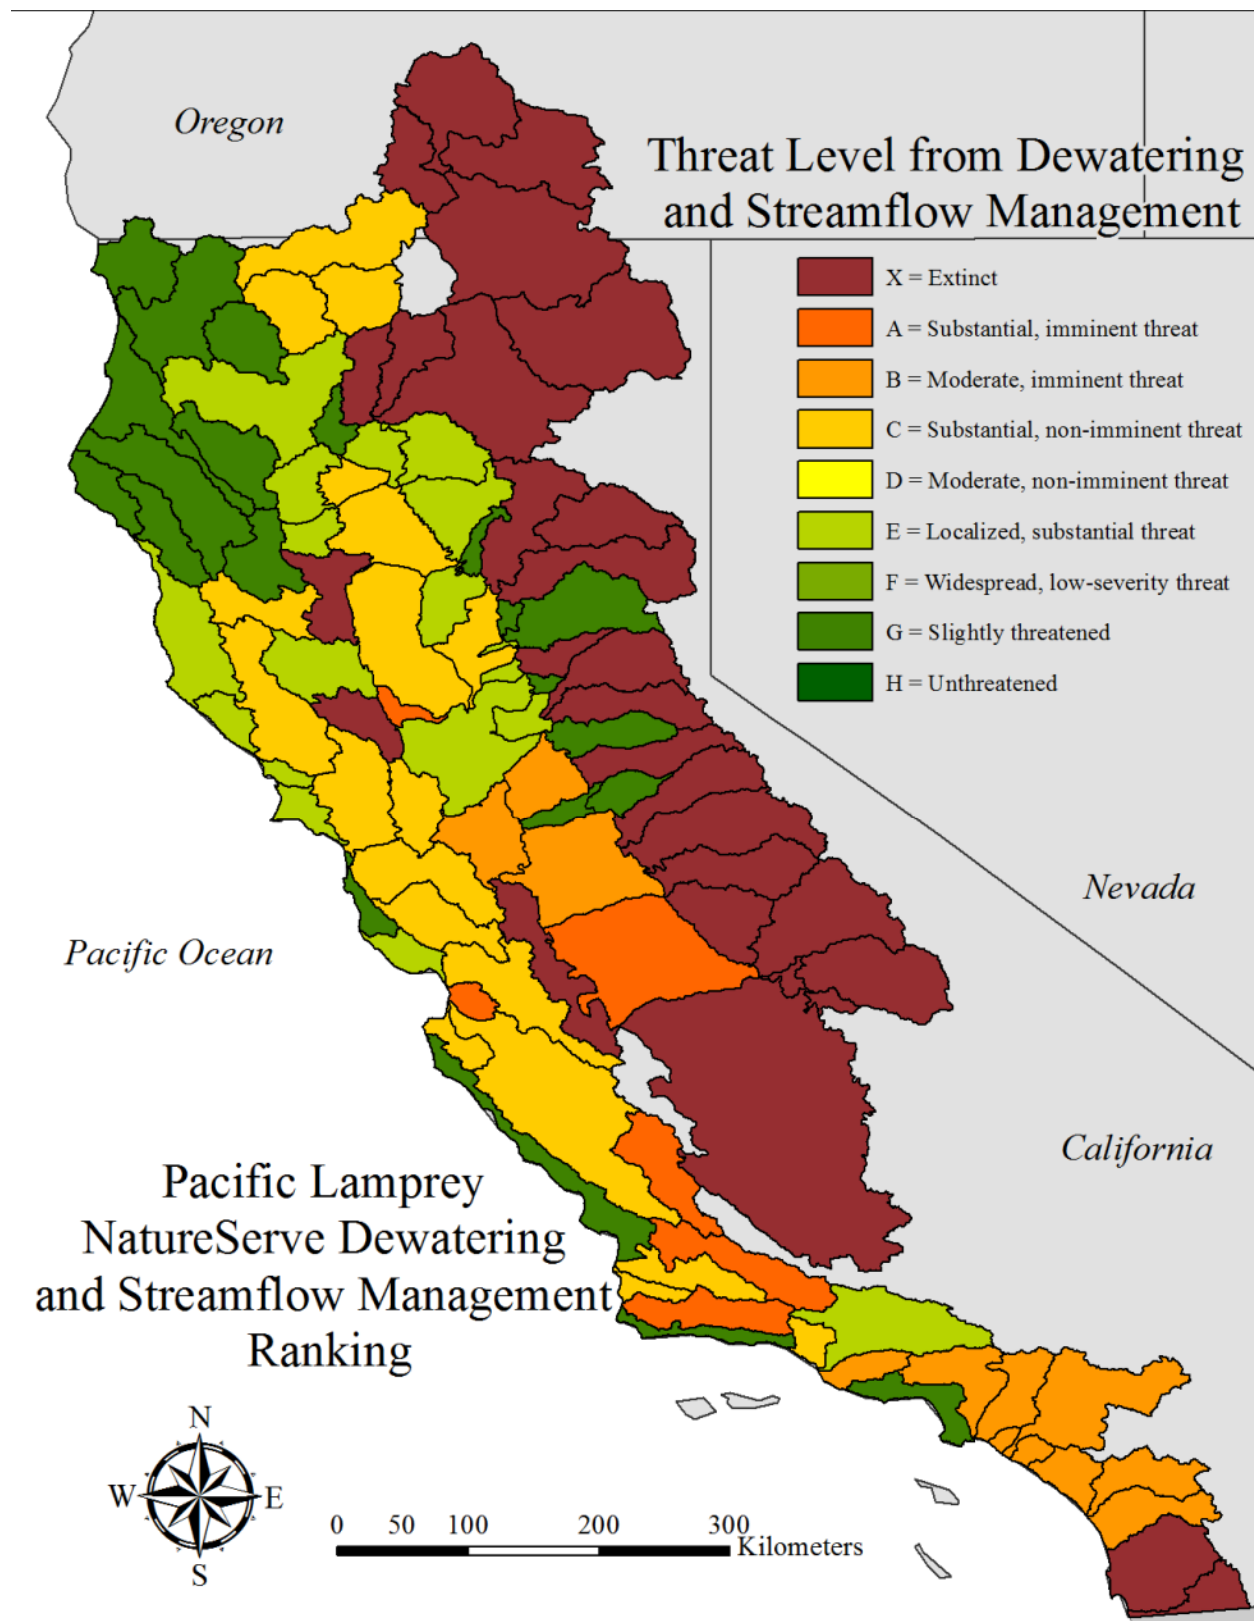 Oregon
Threat Level from Dewatering
and Streamflow Management
X = Extinct
A = Substantial, imminent threat
B = Moderate, imminent threat
C = Substantial, non-imminent threat
D = Moderate, non-imminent threat
E = Localized, substantial threat
F = Widespread, low-severity threat
G = Slightly threatened
H = Unthreatened
Nevada
Pacific Ocean
California
Pacific Lamprey
NatureServe Dewatering
and Streamflow Management
Ranking
N
W E
S
0 50 100 200 300
Kilometers